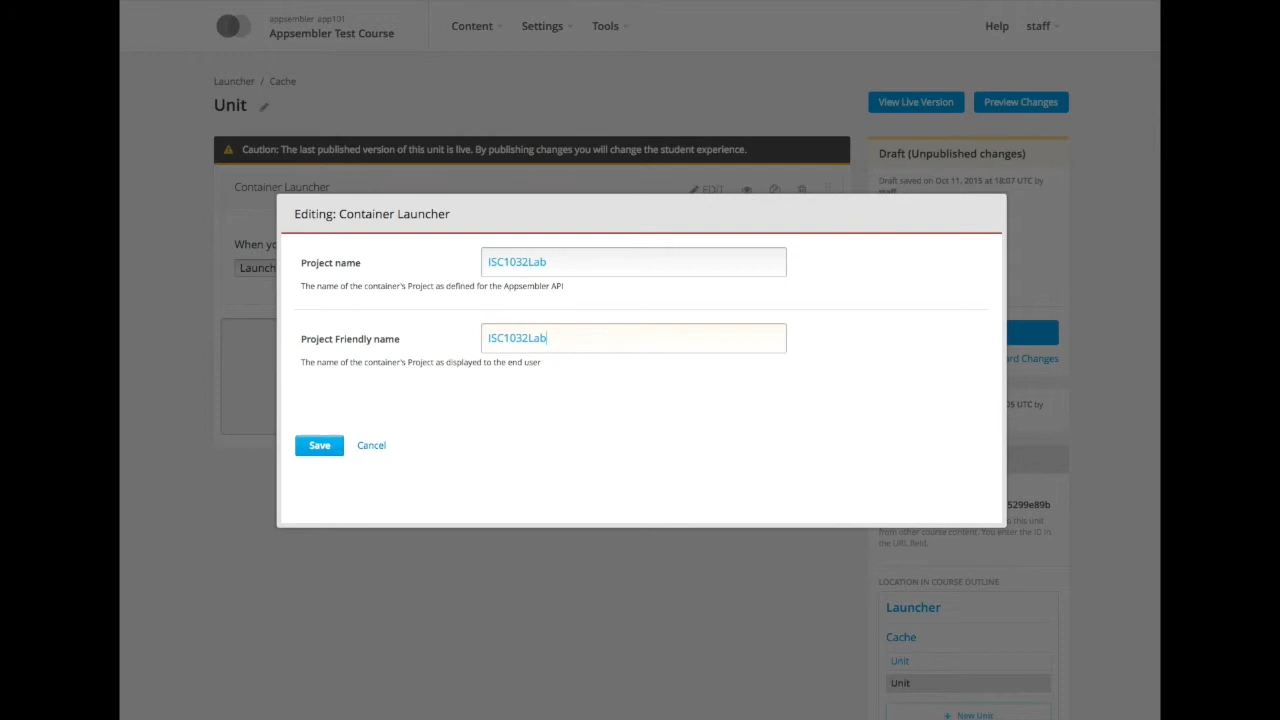 appsembler app101
Appsembler Test Course
Content
Settings
Tools
Help
staff
Launcher / Cache
Unit
View Live Version
Preview Changes
Caution: The last published version of this unit is live. By publishing changes you will change the student experience.
Draft (Unpublished changes)
Draft saved on Oct 11, 2015 at 18:07 UTC by
Container Launcher
EDIT
Editing: Container Launcher
When yo
Launch
Project name
ISC1032Lab
The name of the container's Project as defined for the Appsembler API
Project Friendly name
ISC1032Lab
The name of the container's Project as displayed to the end user
Save
Cancel
rd Changes
05 UTC by
5299e89b
this unit
from other course content. You enter the ID in
the URL field.
LOCATION IN COURSE OUTLINE
Launcher
Cache
Unit
Unit
+ New Unit